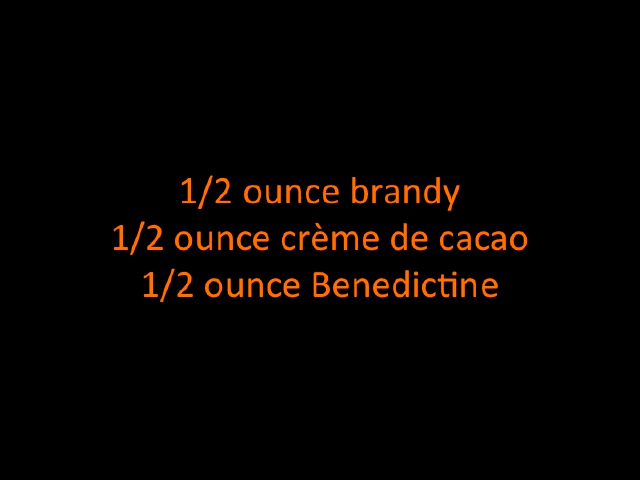 1/2 ounce brandy
1/2 ounce crème de cacao
1/2 ounce Benedictine